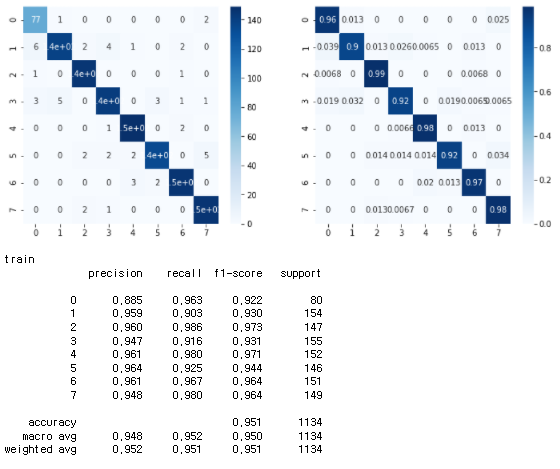 0 77 1 0 0 0 0 0 2
1 6 .4e+0 2 4 1 0 2 0
2 1 0 .4e+0 0 0 0 1 0
3 3 5 0 .4e+0 0 3 1 1
4 0 0 0 1 .5e+0 0 2 0
5 0 0 2 2 2 .4e+0 0 5
6 0 0 0 0 3 2 .5e+0 0
7 0 0 2 1 0 0 0 .5e+0
0 1 2 3 4 5 6 7
140
120
100
80
60
40
20
0
0 0.96 0.013 0 0 0 0 0 0.025
1 0.039 0.9 0.013 0.026 0.0065 0 0.013 0
2 0.0068 0 0.99 0 0 0 0.0068 0
3 0.019 0.032 0 0.92 0 0.019 0.0065 0.0065
4 0 0 0 0.0066 0.98 0 0.013 0
5 0 0 0.014 0.014 0.014 0.92 0 0.034
6 0 0 0 0 0.02 0.013 0.97 0
7 0 0 0.013 0.0067 0 0 0 0.98
0 1 2 3 4 5 6 7
0.8
0.6
0.4
0.2
0.0
train
precision recall f1-score support
0 0.885 0.963 0.922 80
1 0.959 0.903 0.930 154
2 0.960 0.986 0.973 147
3 0.947 0.916 0.931 155
4 0.961 0.980 0.971 152
5 0.964 0.925 0.944 146
6 0.961 0.967 0.964 151
7 0.948 0.980 0.964 149
accuracy 0.951 1134
macro avg 0.948 0.952 0.950 1134
weighted avg 0.952 0.951 0.951 1134